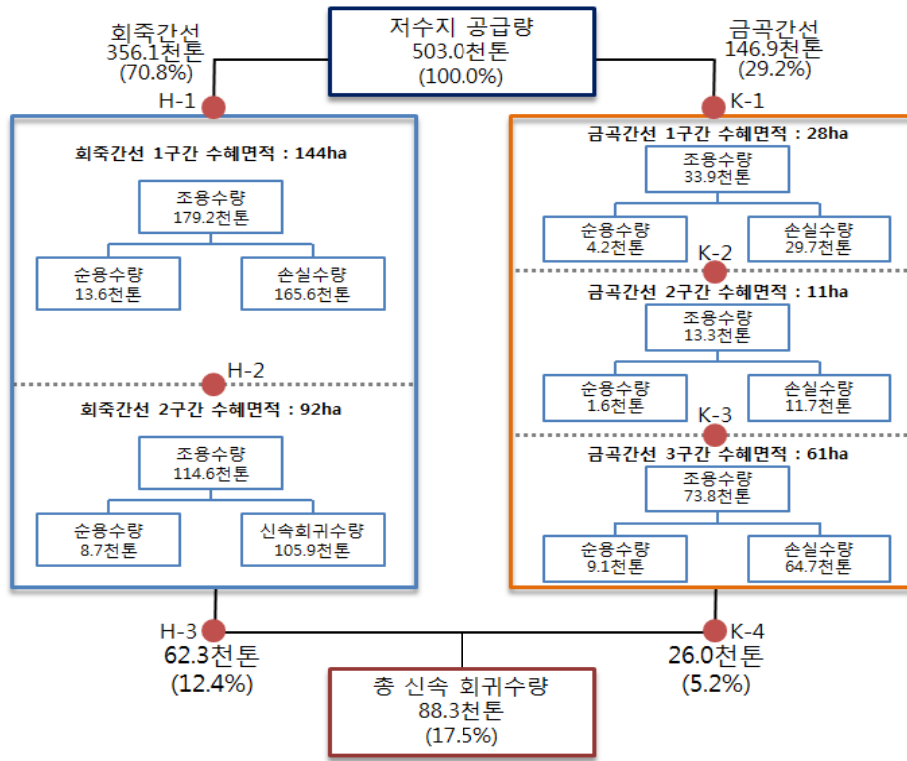 회죽간선
356.1천톤
(70.8%)
저수지 공급량
503.0천톤
(100.0%)
금곡간선
146.9천톤
(29.2%)
H-1
K-1
회죽간선 1구간 수혜면적 : 144ha
조용수량
179.2천톤
순용수량
13.6천톤
손실수량
165.6천톤
H-2
회죽간선 2구간 수혜면적 : 92ha
조용수량
114.6천톤
순용수량
8.7천톤
신속회귀수량
105.9천톤
금곡간선 1구간 수혜면적 : 28ha
조용수량
33.9천톤
순용수량
4.2천톤
손실수량
29.7천톤
K-2
금곡간선 2구간 수혜면적 : 11ha
조용수량
13.3천톤
순용수량
1.6천톤
손실수량
11.7천톤
K-3
금곡간선 3구간 수혜면적 : 61ha
조용수량
73.8천톤
순용수량
9.1천톤
손실수량
64.7천톤
H-3
62.3천톤
(12.4%)
K-4
26.0천톤
(5.2%)
총 신속 회귀수량
88.3천톤
(17.5%)